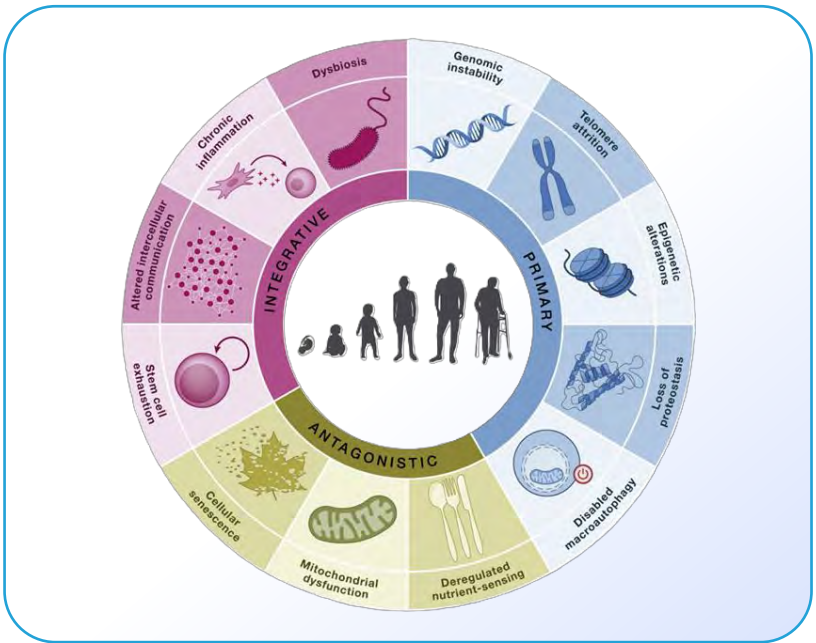 Dysbiosis
Genomic
instability
Telomere
attrition
Epigenetic
alterations
Loss of
proteostasis
Disabled
macroautophagy
Deregulated
nutrient-sensing
Mitochondrial
dysfunction
Cellular
senescence
Stem cell
exhaustion
Altered intercellular
communication
Chronic
inflammation
INTEGRATIVE
PRIMARY
ANTAGONISTIC